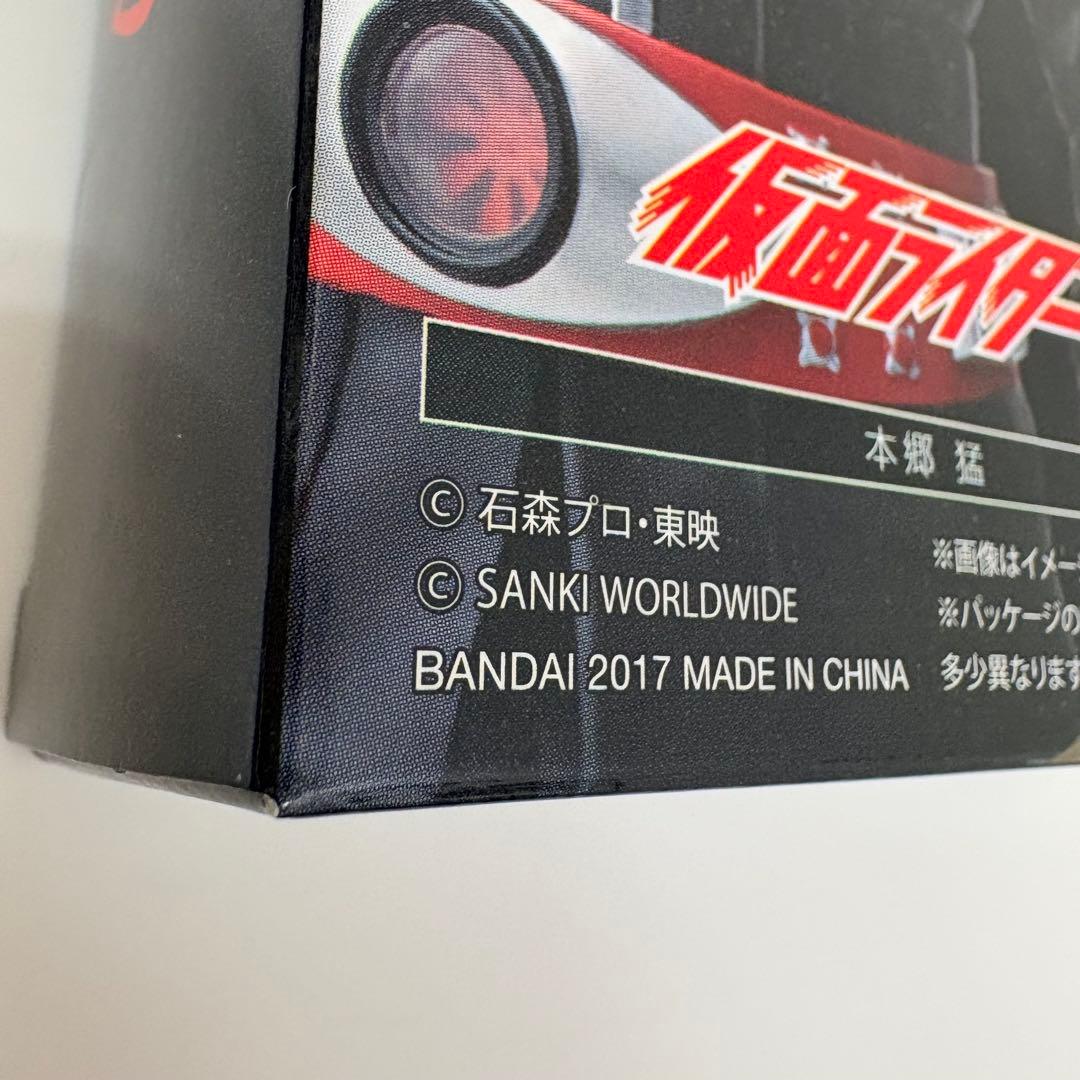 仮面ライダー
本郷 猛
© 石森プロ・東映
© SANKI WORLDWIDE
BANDAI 2017 MADE IN CHINA
※画像はイメー
※パッケージの
多少異なります